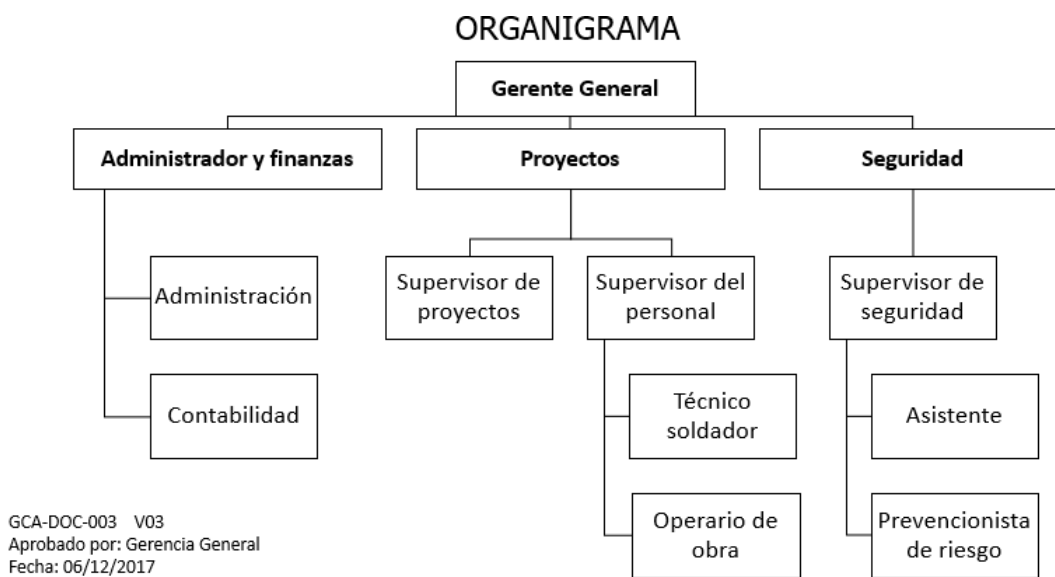 ORGANIGRAMA
Gerente General
Administrador y finanzas
Proyectos
Seguridad
Administración
Contabilidad
Supervisor de
proyectos
Supervisor del
personal
Técnico
soldador
Operario de
obra
Supervisor de
seguridad
Asistente
Prevencionista
de riesgo
GCA-DOC-003 V03
Aprobado por: Gerencia General
Fecha: 06/12/2017